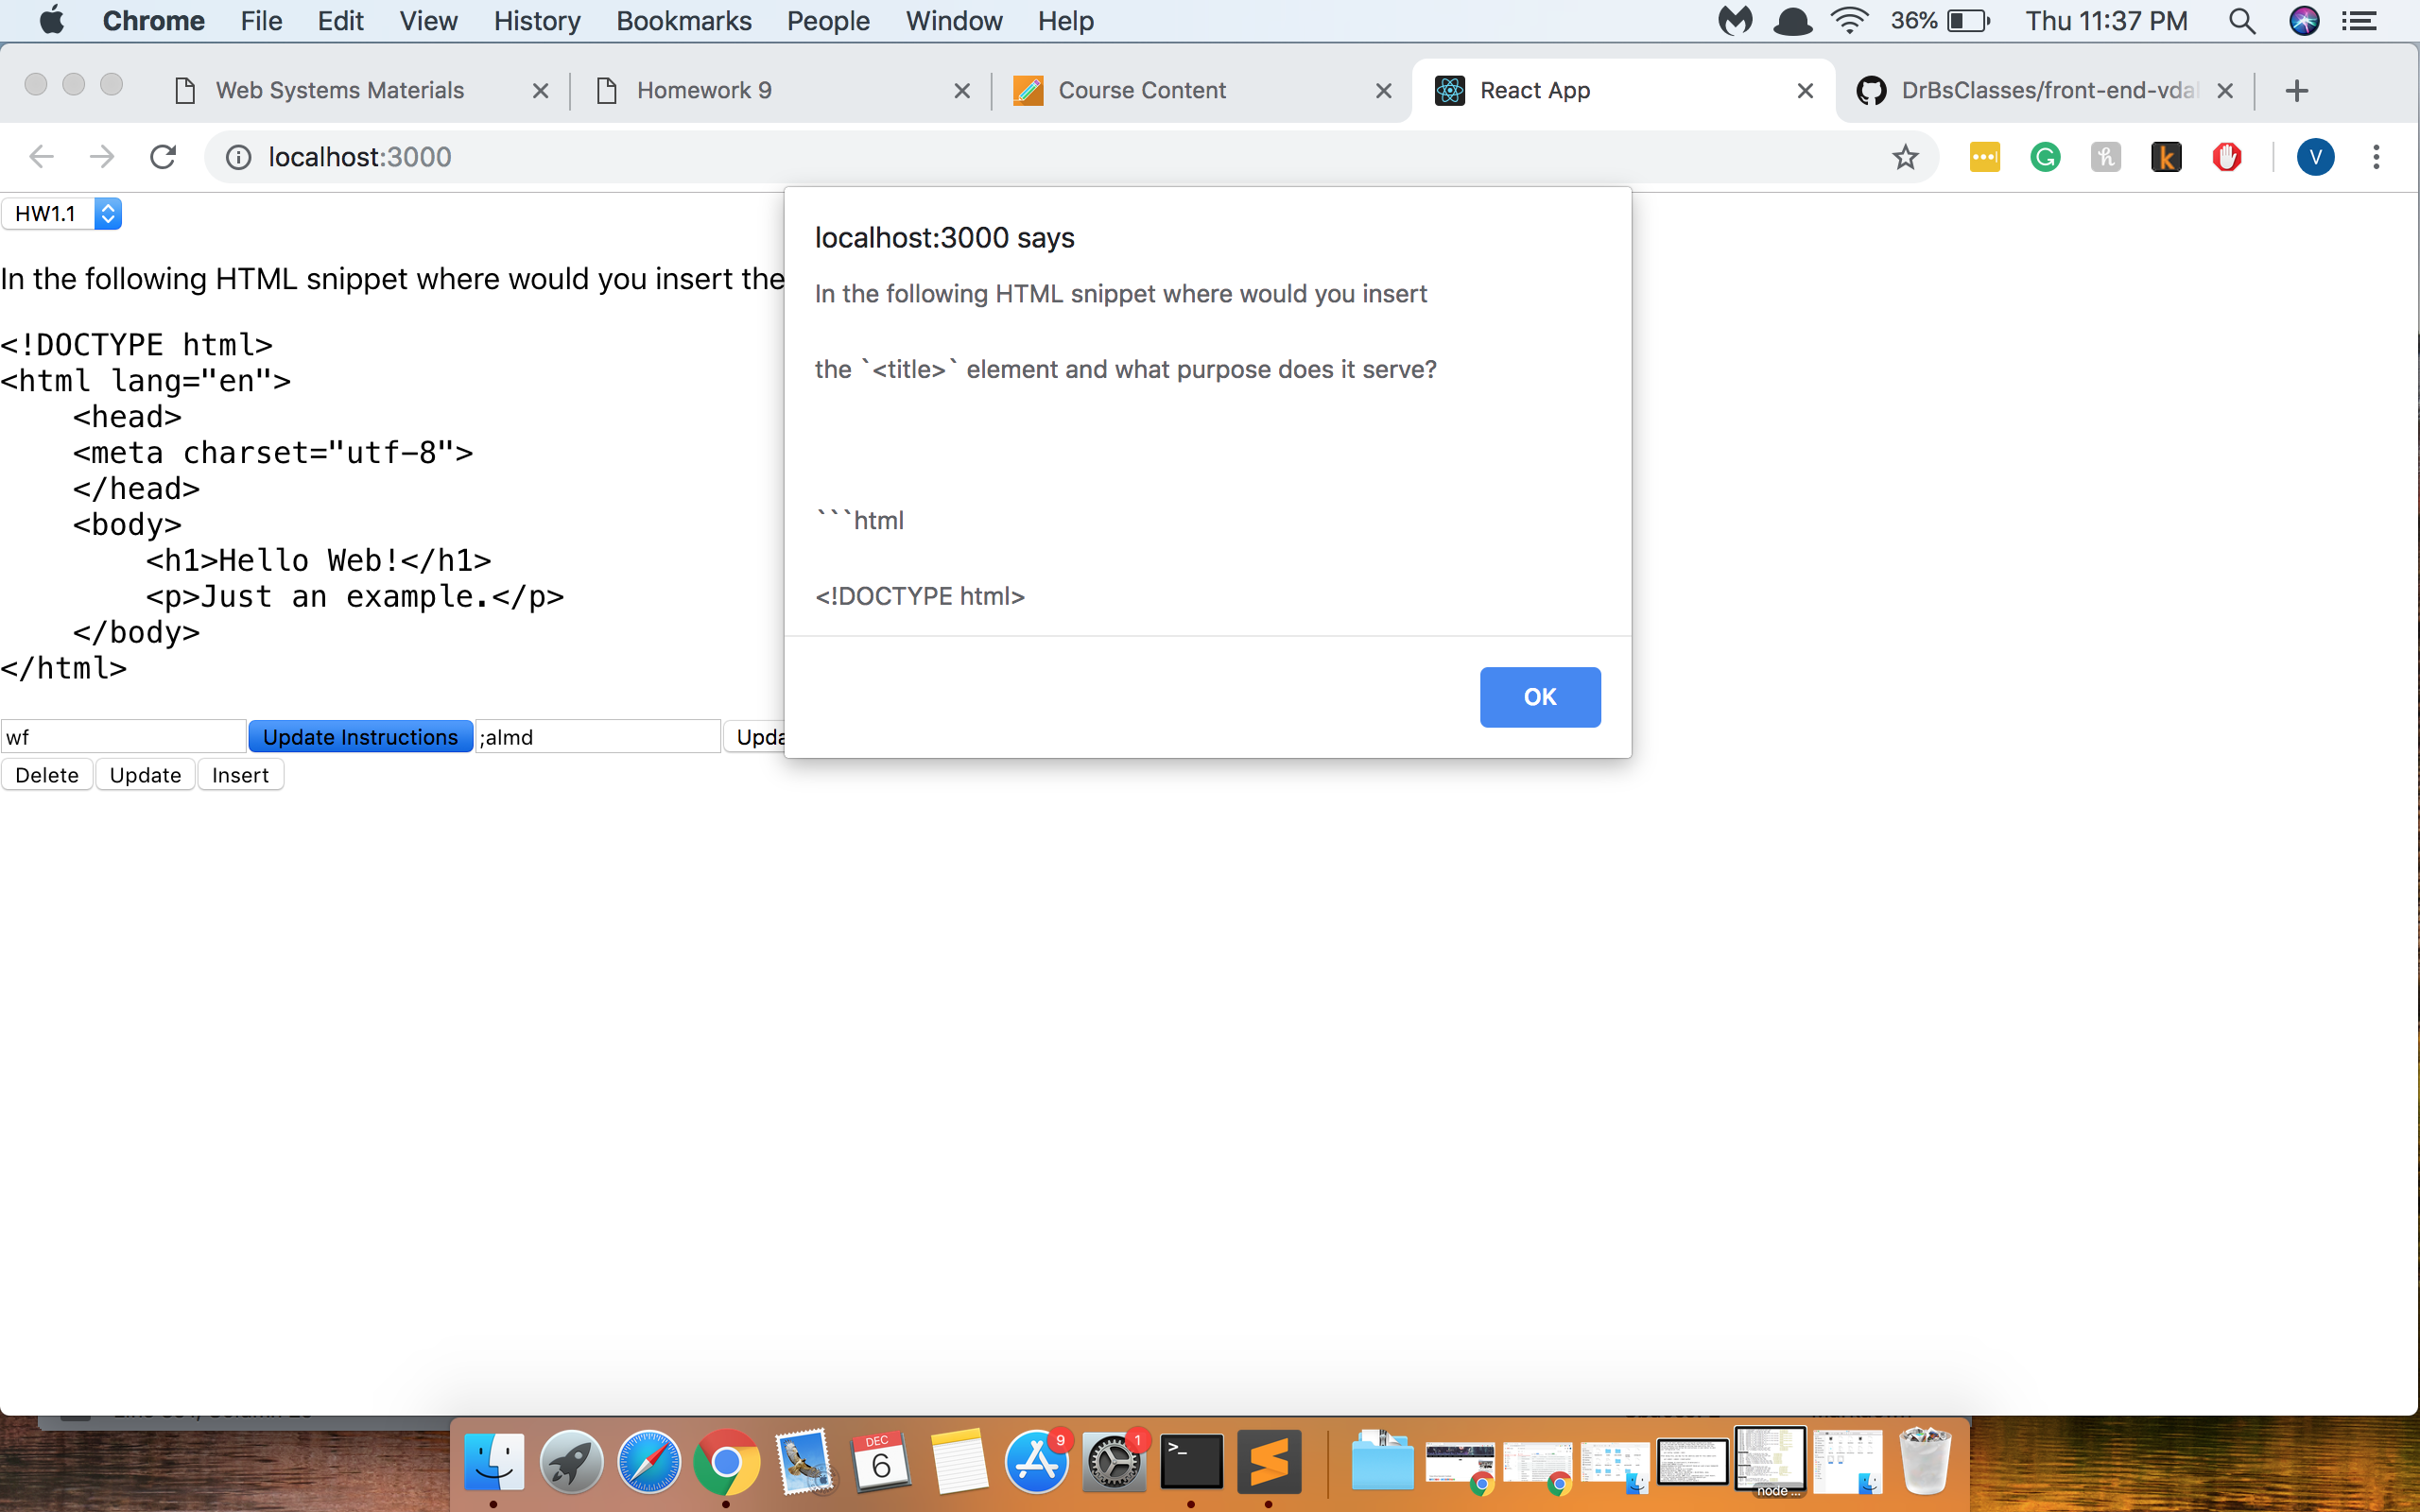 Chrome File Edit View History Bookmarks People Window Help 36% Thu 11:37 PM
Web Systems Materials Homework 9 Course Content React App DrBsClasses/front-end-vdal
localhost:3000 V
HW1.1
In the following HTML snippet where would you insert the
<!DOCTYPE html>
<html lang="en">
<head>
<meta charset="utf-8">
</head>
<body>
<h1>Hello Web!</h1>
<p>Just an example.</p>
</body>
</html>
wf Update Instructions ;almd Upda
Delete Update Insert
localhost:3000 says
In the following HTML snippet where would you insert
the `<title>` element and what purpose does it serve?
```html
<!DOCTYPE html>
OK
DEC
6
9
1
>_
node ...